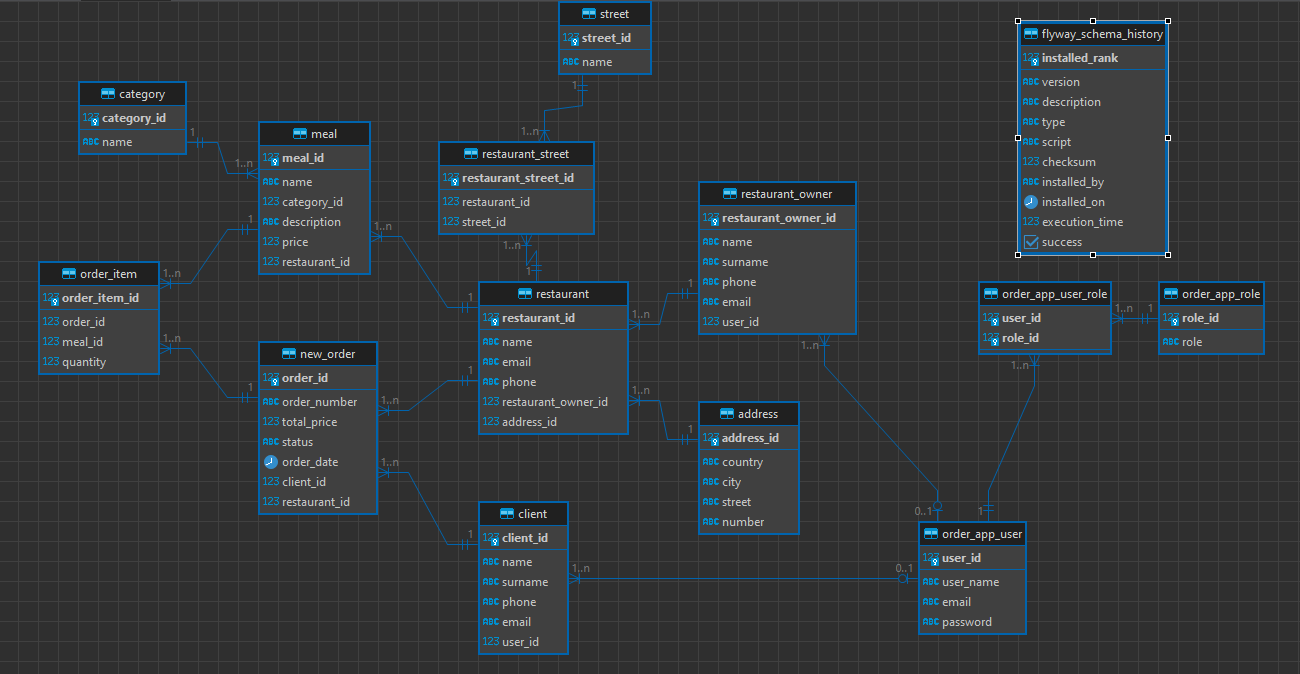 street
123 street_id
ABC name
1
1..n
flyway_schema_history
123 installed_rank
ABC version
ABC description
ABC type
ABC script
123 checksum
ABC installed_by
installed_on
123 execution_time
success
category
123 category_id
ABC name
1
1..n
meal
123 meal_id
ABC name
123 category_id
ABC description
123 price
123 restaurant_id
1
1..n
restaurant_street
123 restaurant_street_id
123 restaurant_id
123 street_id
1..n
1
restaurant_owner
123 restaurant_owner_id
ABC name
ABC surname
ABC phone
ABC email
123 user_id
1..n
order_item
123 order_item_id
123 order_id
123 meal_id
123 quantity
1..n
1..n
restaurant
123 restaurant_id
ABC name
ABC email
ABC phone
123 restaurant_owner_id
123 address_id
1
1
1..n
1
1..n
1
order_app_user_role
123 user_id
123 role_id
1..n
1
1..n
order_app_role
123 role_id
ABC role
new_order
123 order_id
ABC order_number
123 total_price
ABC status
order_date
123 client_id
123 restaurant_id
1
1..n
1..n
address
123 address_id
ABC country
ABC city
ABC street
ABC number
client
123 client_id
ABC name
ABC surname
ABC phone
ABC email
123 user_id
1
1..n
0..1
0..1
1
order_app_user
123 user_id
ABC user_name
ABC email
ABC password